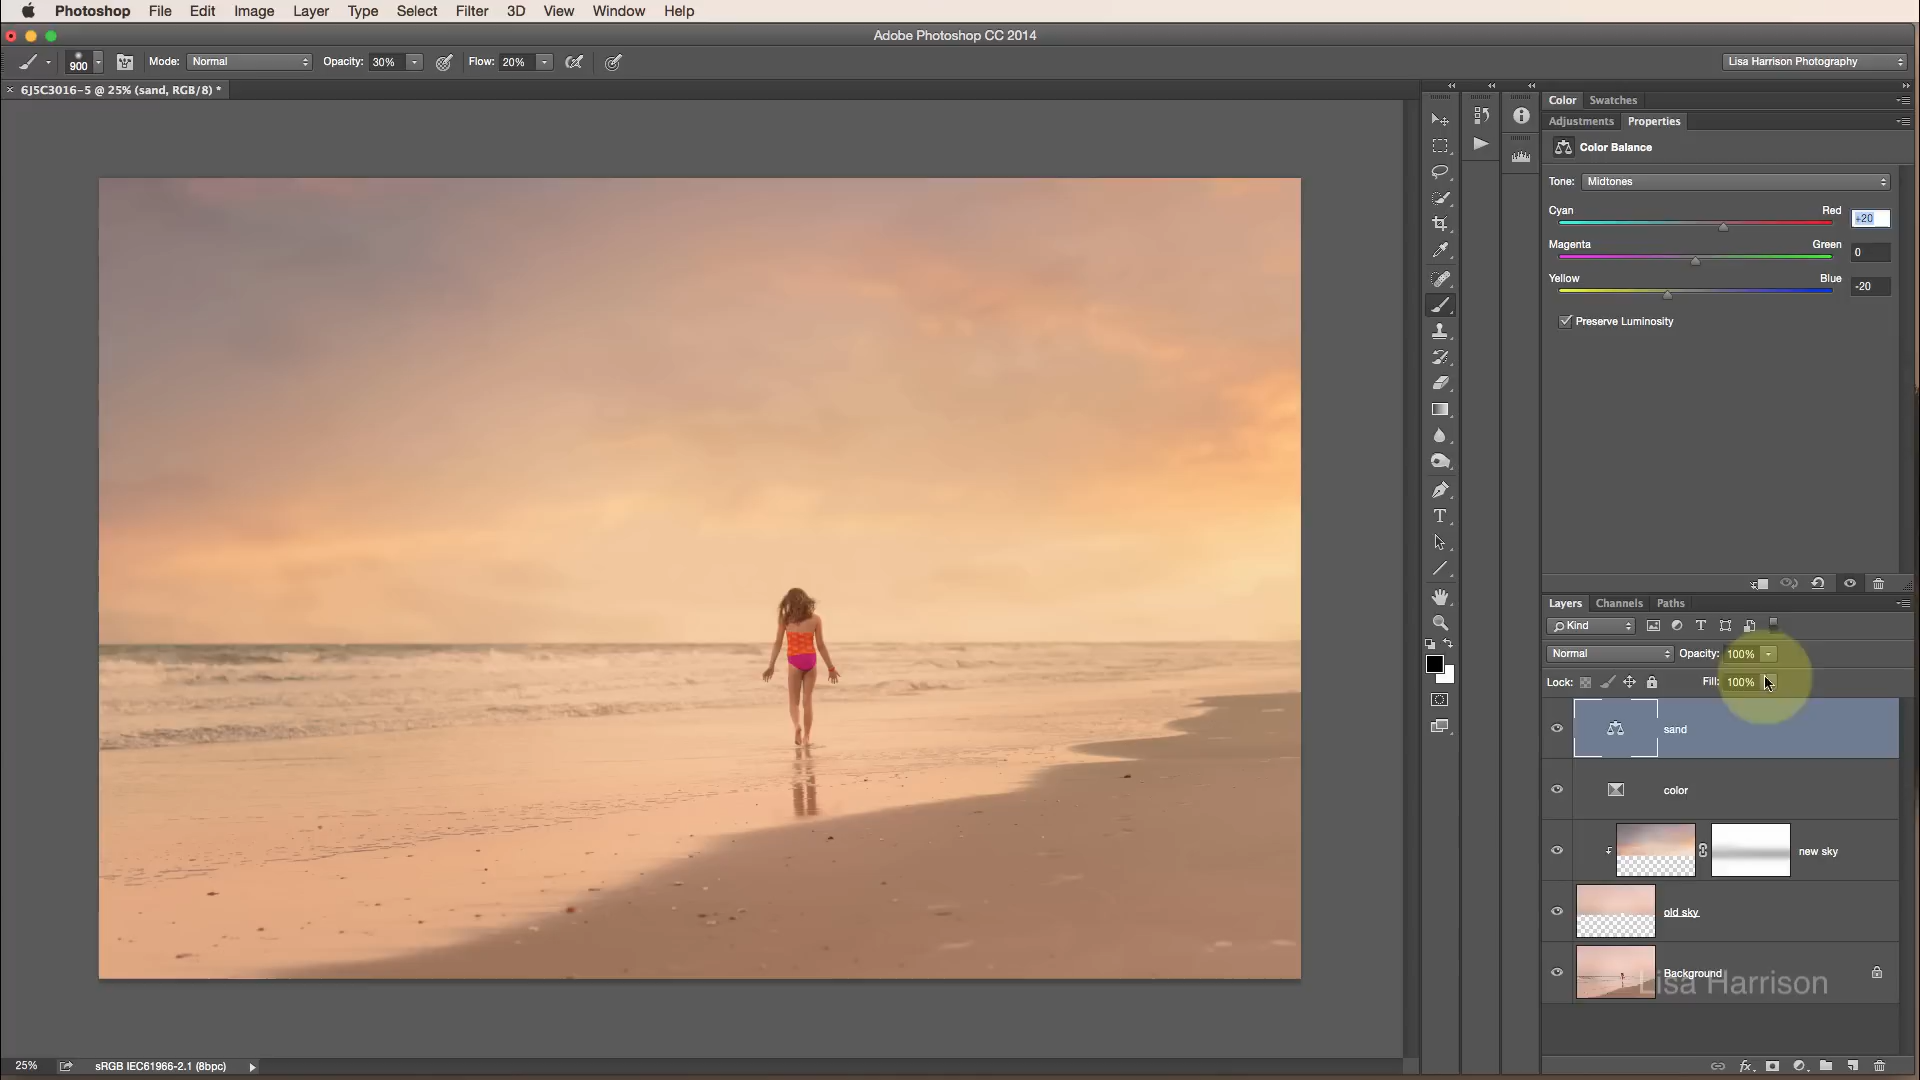 Photoshop File Edit Image Layer Type Select Filter 3D View Window Help
Adobe Photoshop CC 2014
900 Mode: Normal Opacity: 30% Flow: 20% Lisa Harrison Photography
× 6J5C3016-5 @ 25% (sand, RGB/8) *
Color Swatches
Adjustments Properties
Color Balance
Tone: Midtones
Cyan Red +20
Magenta Green 0
Yellow Blue -20
Preserve Luminosity
Layers Channels Paths
Kind
Normal Opacity: 100%
Lock: Fill: 100%
sand
color
new sky
old sky
Background
Lisa Harrison
25% sRGB IEC61966-2.1 (8bpc)